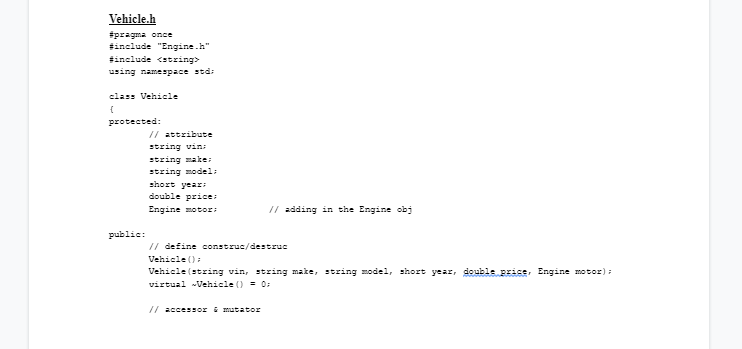 Vehicle.h
#pragma once
#include "Engine.h"
#include <string>
using namespace std;
class Vehicle
{
protected:
// attribute
string vin;
string make;
string model;
short year;
double price;
Engine motor; // adding in the Engine obj
public:
// define construc/destruc
Vehicle();
Vehicle(string vin, string make, string model, short year, double price, Engine motor);
virtual ~Vehicle() = 0;
// accessor & mutator